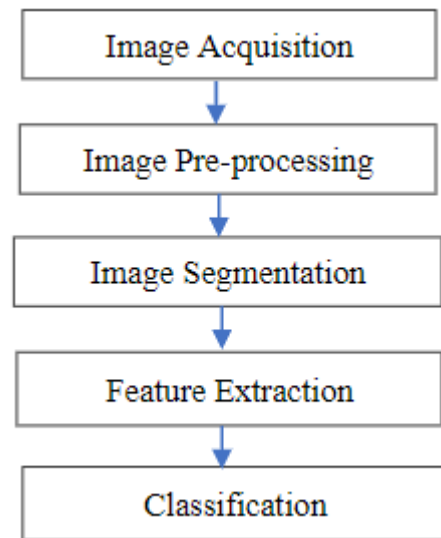 Image Acquisition
Image Pre-processing
Image Segmentation
Feature Extraction
Classification